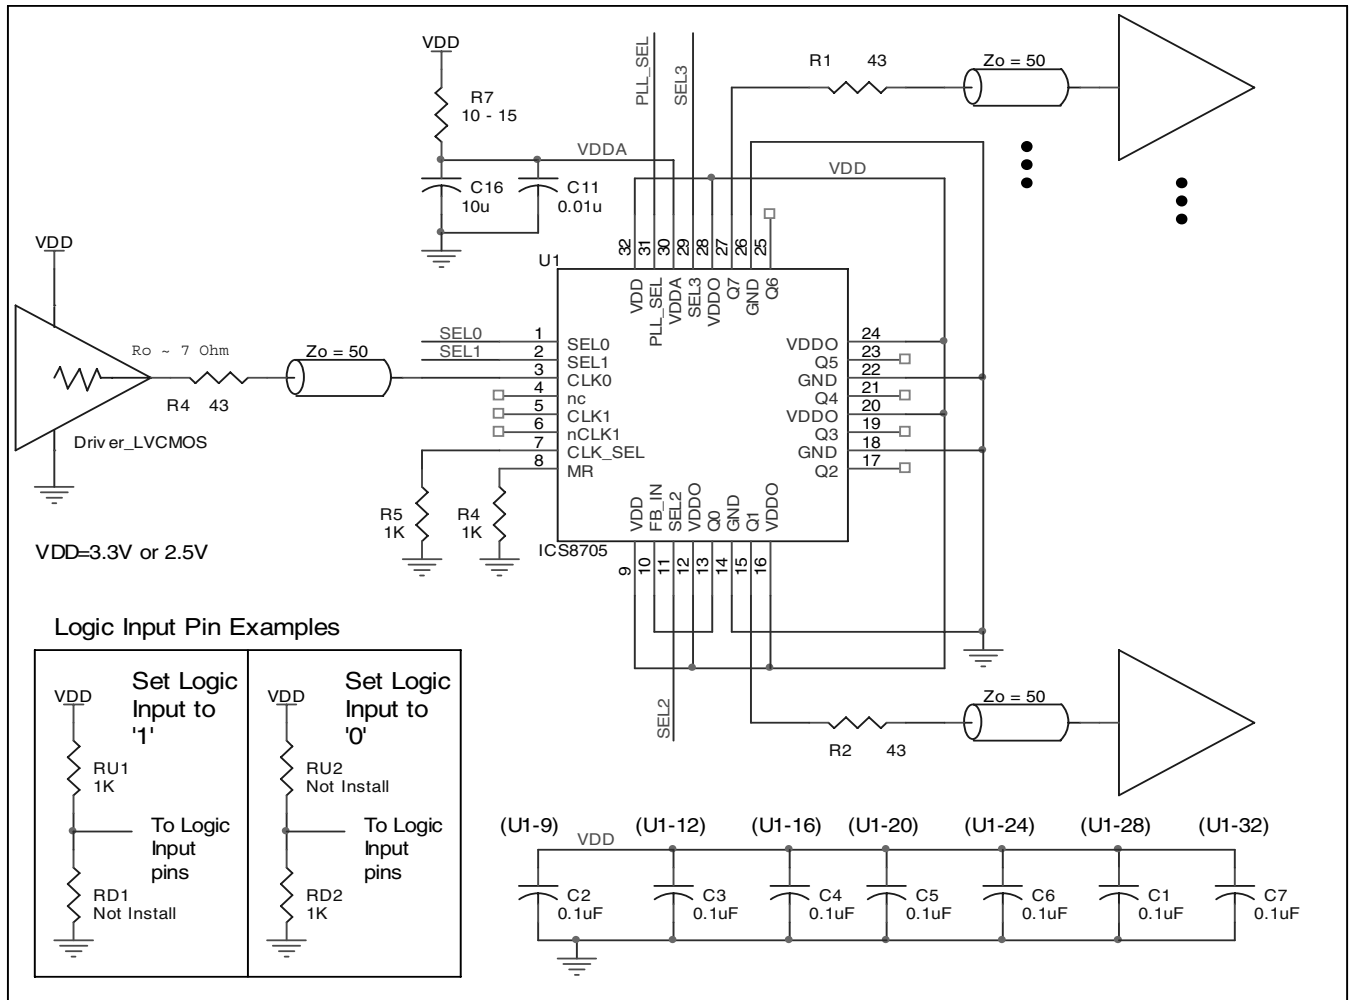 VDD
R7
10 - 15
VDDA
C16
10u
C11
0.01u
PLL_SEL
SEL3
R1 43
Zo = 50
VDD
VDD
Ro ~ 7 Ohm
R4 43
Zo = 50
Driver_LVCMOS
VDD=3.3V or 2.5V
SEL0
SEL1
U1
ICS8705
32 31 30 29 28 27 26 25
VDD PLL_SEL VDDA SEL3 VDDO Q7 GND Q6
1 SEL0
2 SEL1
3 CLK0
4 nc
5 CLK1
6 nCLK1
7 CLK_SEL
8 MR
VDDO 24
Q5 23
GND 22
Q4 21
VDDO 20
Q3 19
GND 18
Q2 17
VDD FB_IN SEL2 VDDO Q0 GND Q1 VDDO
9 10 11 12 13 14 15 16
R5
1K
R4
1K
SEL2
R2 43
Zo = 50
Logic Input Pin Examples
VDD
Set Logic
Input to
'1'
RU1
1K
To Logic
Input
pins
RD1
Not Install
VDD
Set Logic
Input to
'0'
RU2
Not Install
To Logic
Input
pins
RD2
1K
(U1-9) (U1-12) (U1-16) (U1-20) (U1-24) (U1-28) (U1-32)
VDD
C2 C3 C4 C5 C6 C1 C7
0.1uF 0.1uF 0.1uF 0.1uF 0.1uF 0.1uF 0.1uF